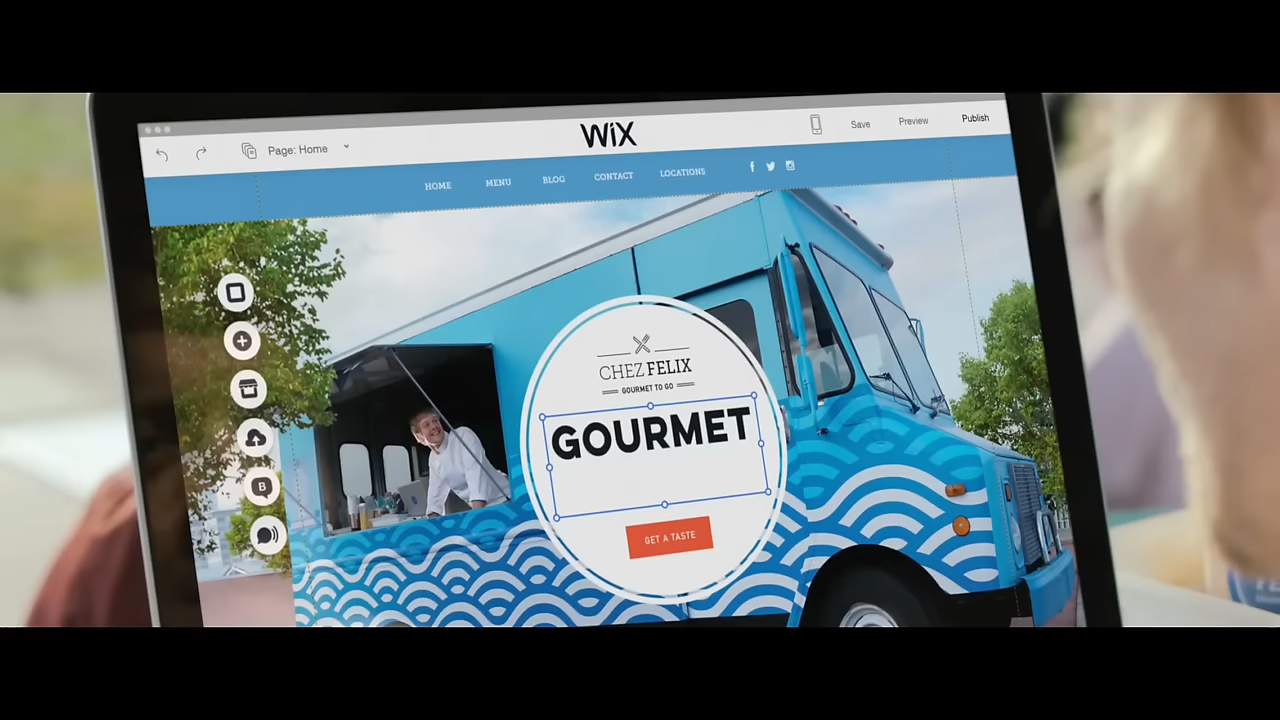 WiX
Page: Home
Save
Preview
Publish
HOME
MENU
BLOG
CONTACT
LOCATIONS
CHEZ FELIX
GOURMET TO GO
GOURMET
GET A TASTE
B